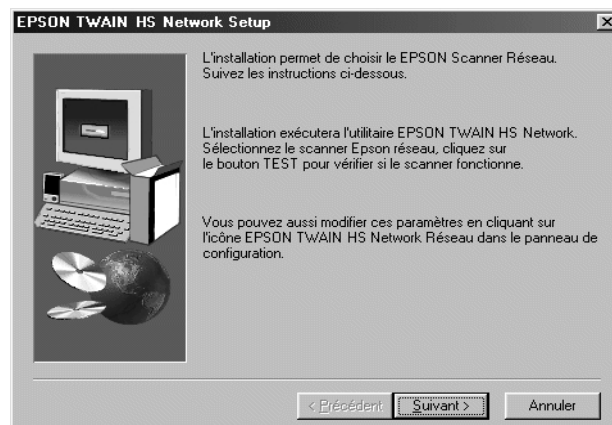 EPSON TWAIN HS Network Setup
L'installation permet de choisir le EPSON Scanner Réseau.
Suivez les instructions ci-dessous.
L'installation exécutera l'utilitaire EPSON TWAIN HS Network.
Sélectionnez le scanner Epson réseau, cliquez sur
le bouton TEST pour vérifier si le scanner fonctionne.
Vous pouvez aussi modifier ces paramètres en cliquant sur
l'icône EPSON TWAIN HS Network Réseau dans le panneau de
configuration.
< Précédent
Suivant >
Annuler